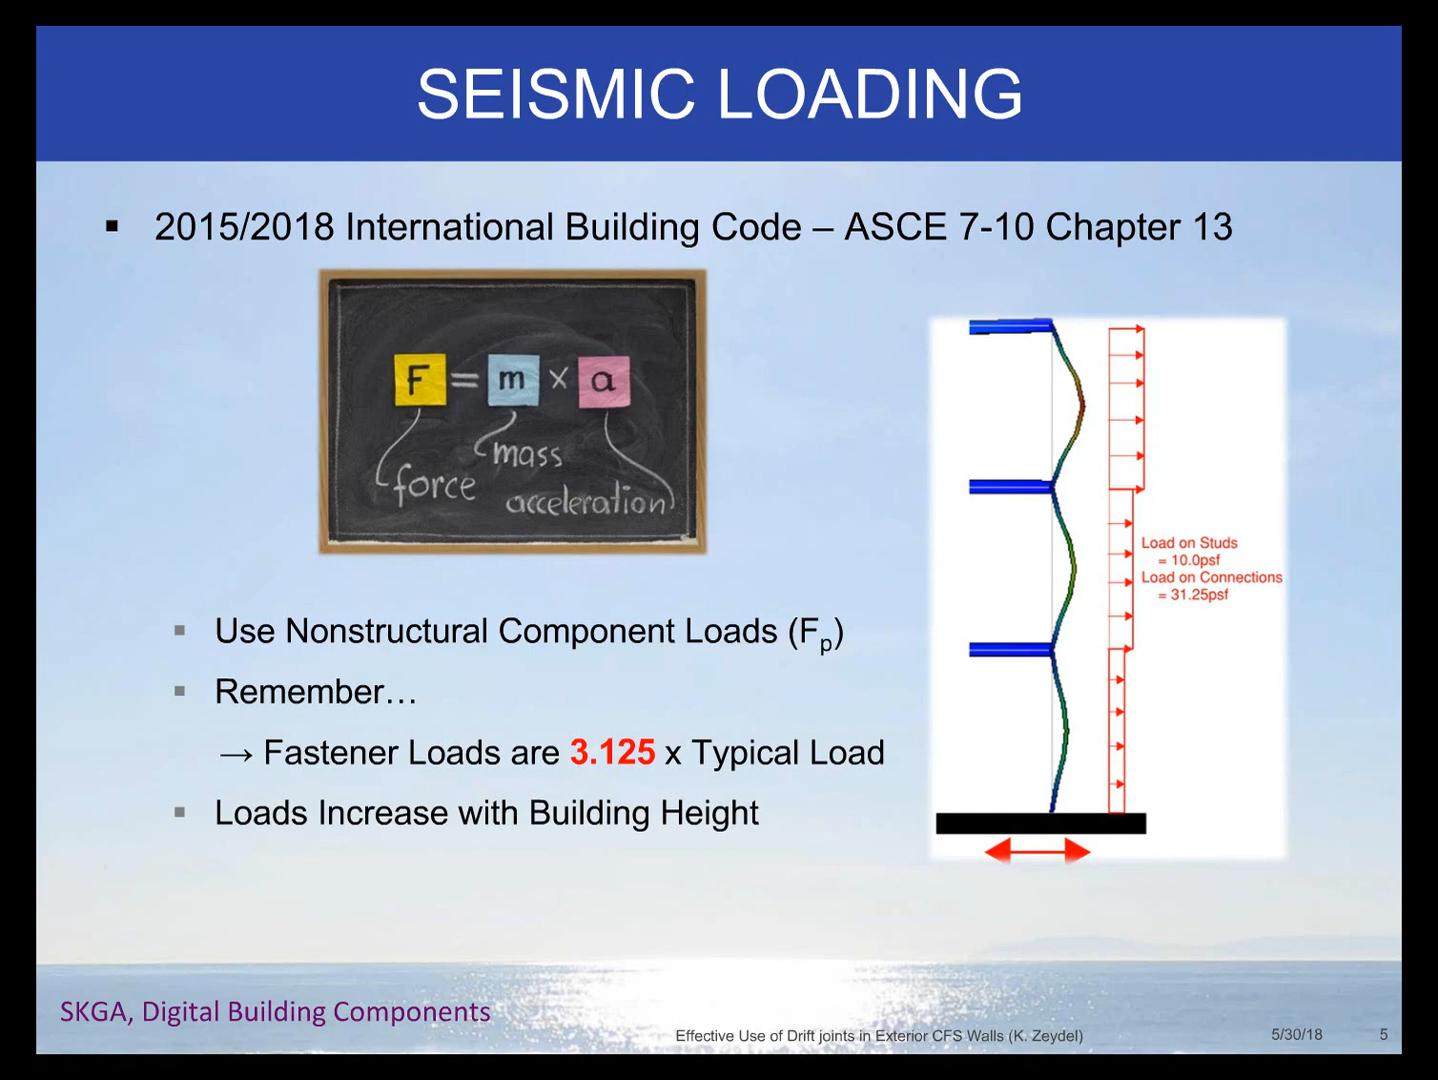 SEISMIC LOADING
▪ 2015/2018 International Building Code – ASCE 7-10 Chapter 13
F = m × a
mass
force
acceleration
Load on Studs
= 10.0psf
Load on Connections
= 31.25psf
▪ Use Nonstructural Component Loads (Fp)
▪ Remember…
→ Fastener Loads are 3.125 x Typical Load
▪ Loads Increase with Building Height
SKGA, Digital Building Components
Effective Use of Drift joints in Exterior CFS Walls (K. Zeydel)
5/30/18
5